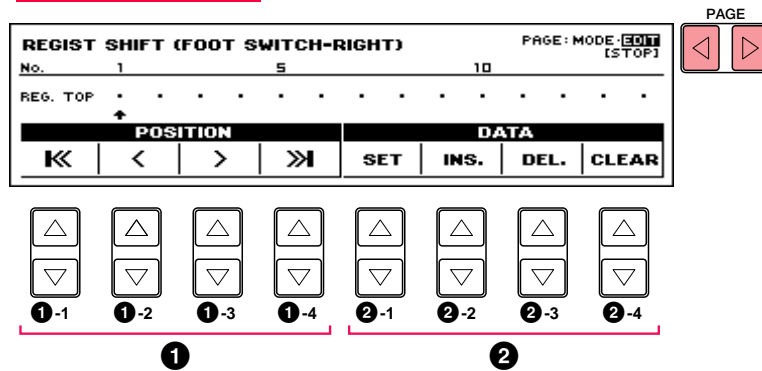 PAGE
REGIST SHIFT (FOOT SWITCH-RIGHT) PAGE: MODE·EDIT
[STOP]
No. 1 5 10
REG. TOP
POSITION DATA
SET INS. DEL. CLEAR
1-1 1-2 1-3 1-4 2-1 2-2 2-3 2-4
1 2